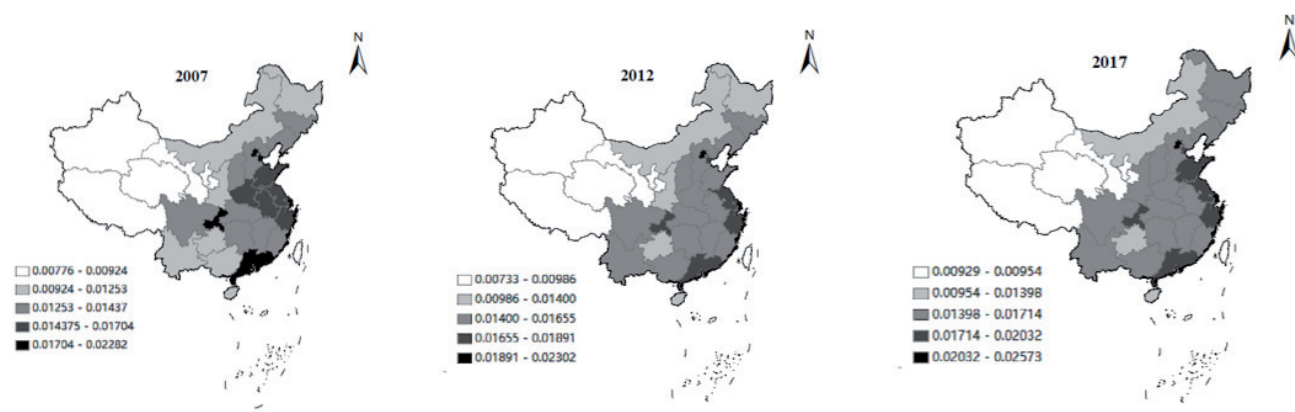 N
2007
0.00776 - 0.00924
0.00924 - 0.01253
0.01253 - 0.01437
0.014375 - 0.01704
0.01704 - 0.02282
N
2012
0.00733 - 0.00986
0.00986 - 0.01400
0.01400 - 0.01655
0.01655 - 0.01891
0.01891 - 0.02302
N
2017
0.00929 - 0.00954
0.00954 - 0.01398
0.01398 - 0.01714
0.01714 - 0.02032
0.02032 - 0.02573